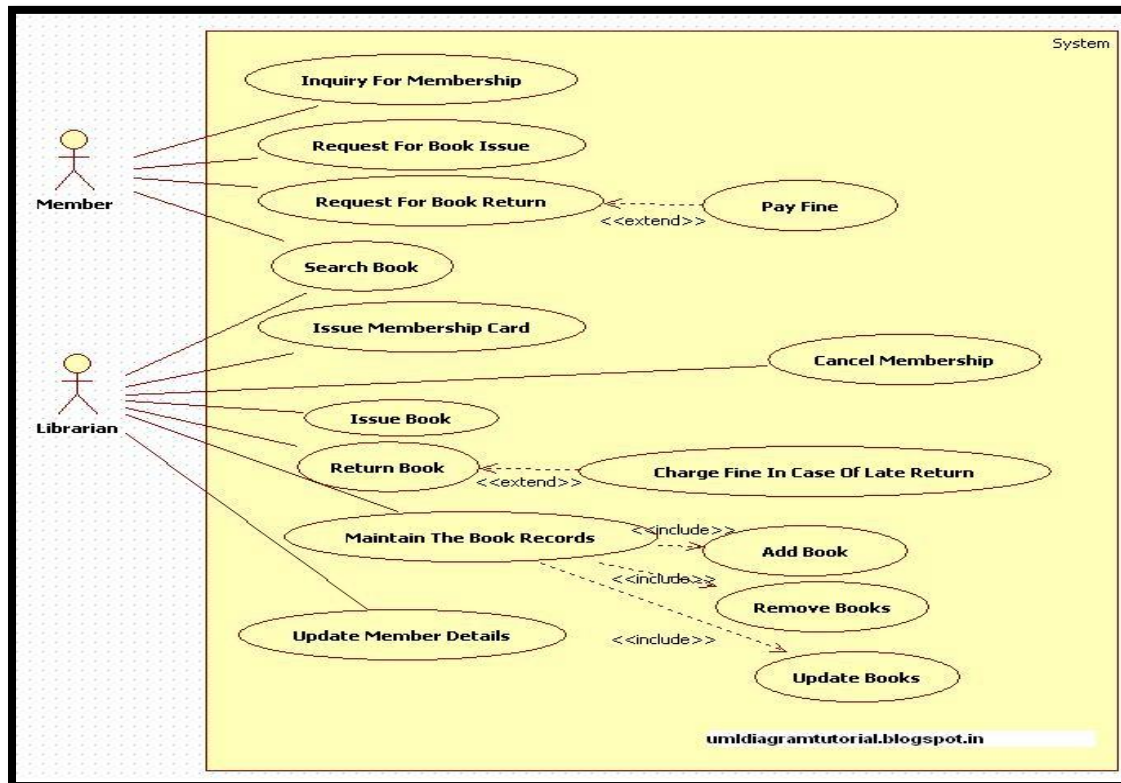 System
Inquiry For Membership
Request For Book Issue
Member
Request For Book Return
Pay Fine
<<extend>>
Search Book
Issue Membership Card
Cancel Membership
Librarian
Issue Book
Return Book
Charge Fine In Case Of Late Return
<<extend>>
Maintain The Book Records
<<include>>
Add Book
<<include>>
Remove Books
Update Member Details
<<include>>
Update Books
umldiagramtutorial.blogspot.in